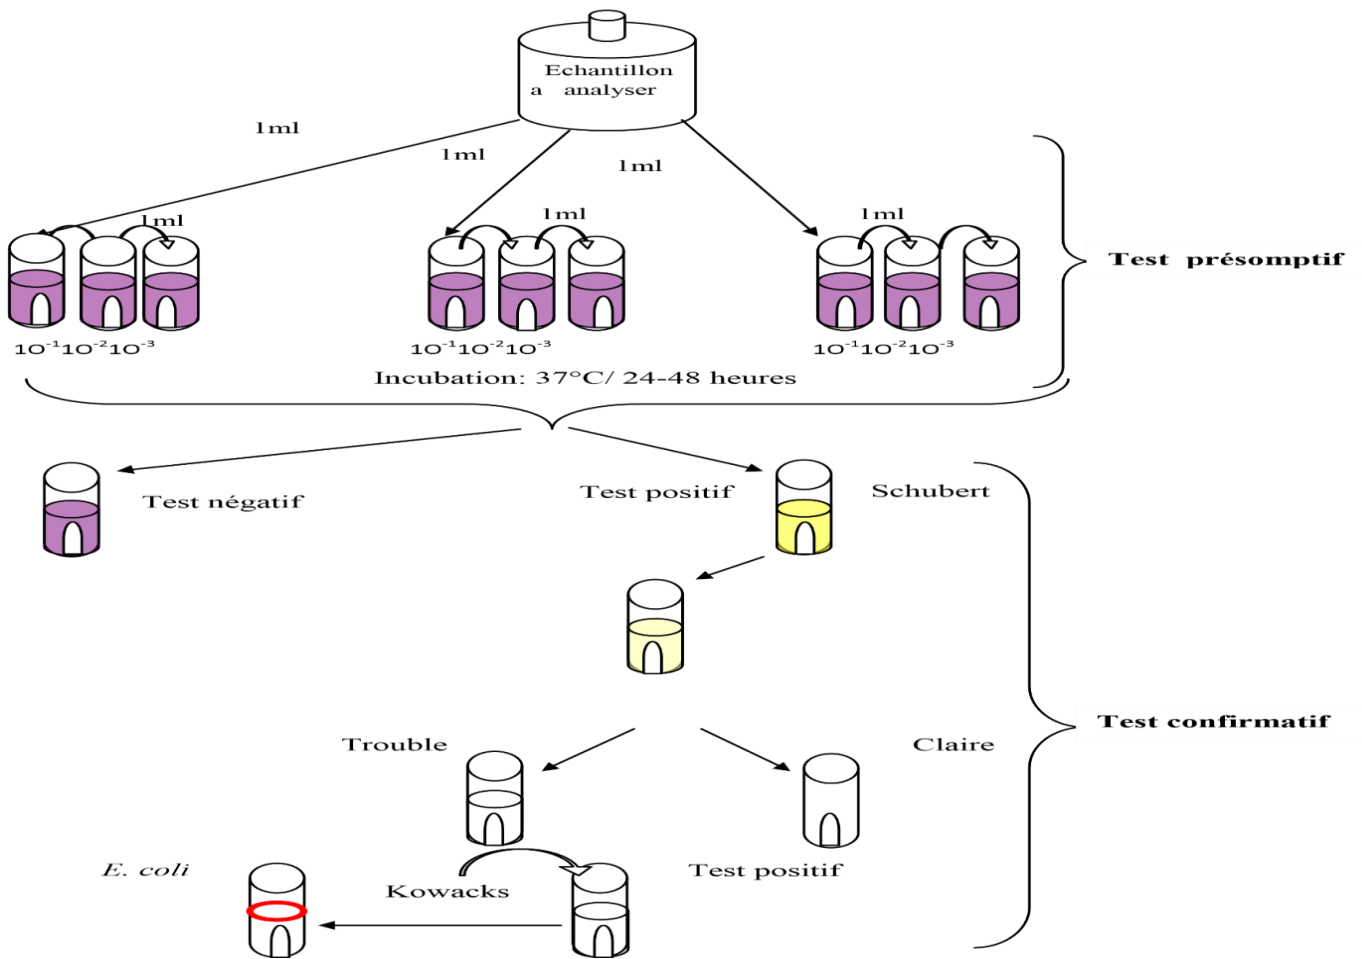 Echantillon
a analyser
1ml
1ml
1ml
1ml
1ml
1ml
Test présomptif
10⁻¹10⁻²10⁻³
10⁻¹10⁻²10⁻³
10⁻¹10⁻²10⁻³
Incubation: 37°C/ 24-48 heures
Test négatif
Test positif
Schubert
Test confirmatif
Trouble
Claire
E. coli
Kowacks
Test positif